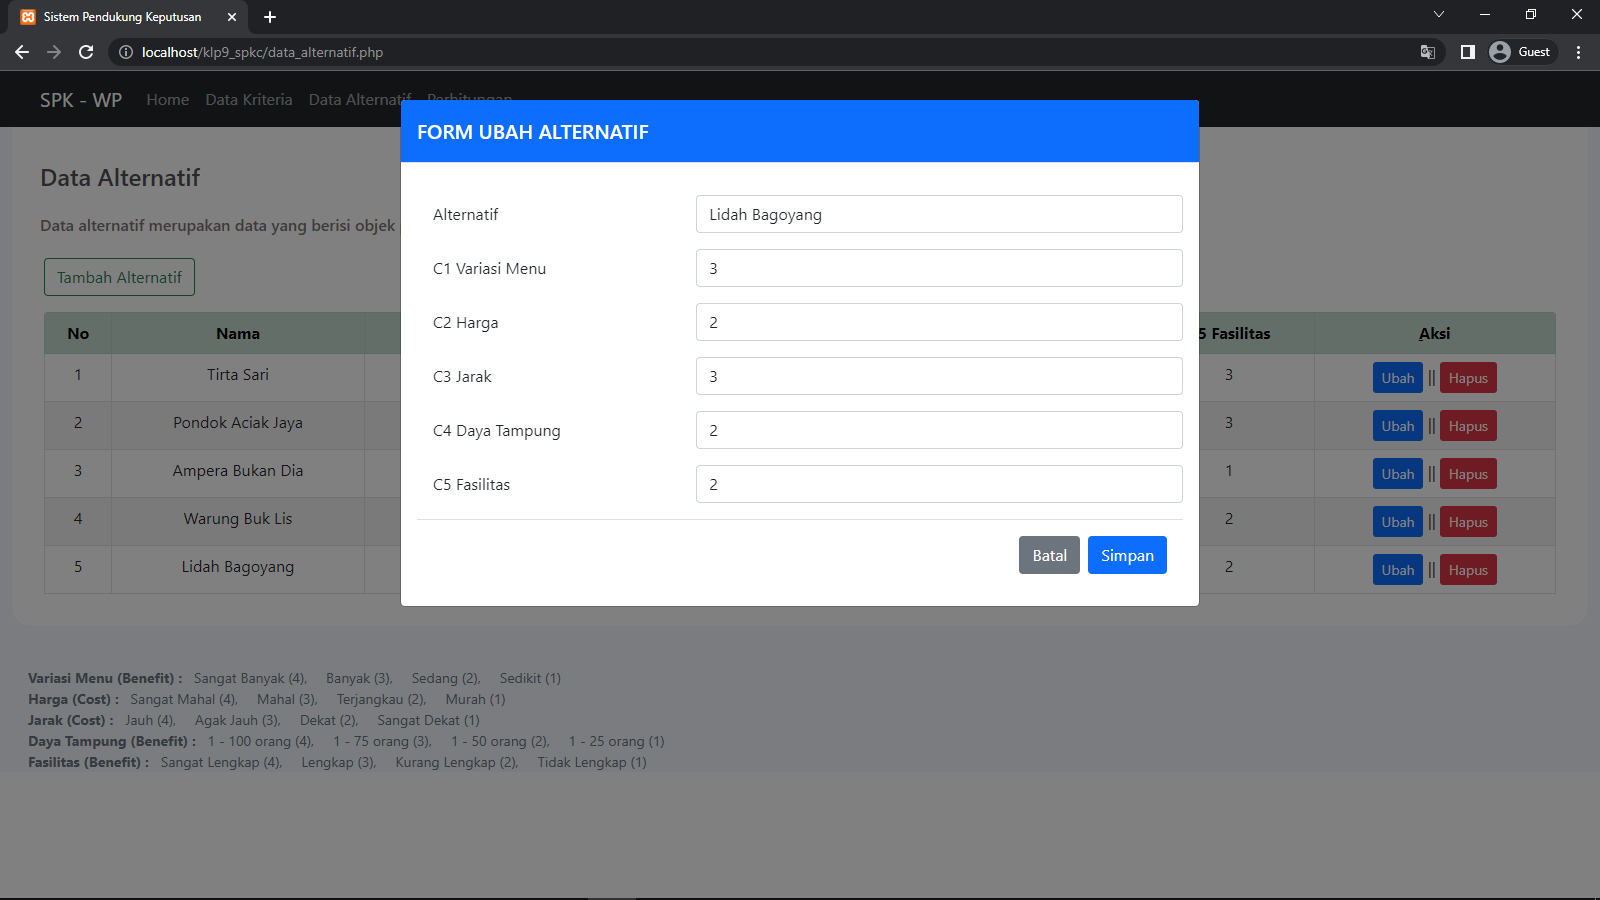 Sistem Pendukung Keputusan
localhost/klp9_spkc/data_alternatif.php
Guest
SPK - WP Home Data Kriteria Data Alternatif Perhitungan
FORM UBAH ALTERNATIF
Data Alternatif
Data alternatif merupakan data yang berisi objek
Tambah Alternatif
Alternatif Lidah Bagoyang
C1 Variasi Menu 3
C2 Harga 2
C3 Jarak 3
C4 Daya Tampung 2
C5 Fasilitas 2
Batal Simpan
No Nama 5 Fasilitas Aksi
1 Tirta Sari 3 Ubah || Hapus
2 Pondok Aciak Jaya 3 Ubah || Hapus
3 Ampera Bukan Dia 1 Ubah || Hapus
4 Warung Buk Lis 2 Ubah || Hapus
5 Lidah Bagoyang 2 Ubah || Hapus
Variasi Menu (Benefit) : Sangat Banyak (4), Banyak (3), Sedang (2), Sedikit (1)
Harga (Cost) : Sangat Mahal (4), Mahal (3), Terjangkau (2), Murah (1)
Jarak (Cost) : Jauh (4), Agak Jauh (3), Dekat (2), Sangat Dekat (1)
Daya Tampung (Benefit) : 1 - 100 orang (4), 1 - 75 orang (3), 1 - 50 orang (2), 1 - 25 orang (1)
Fasilitas (Benefit) : Sangat Lengkap (4), Lengkap (3), Kurang Lengkap (2), Tidak Lengkap (1)